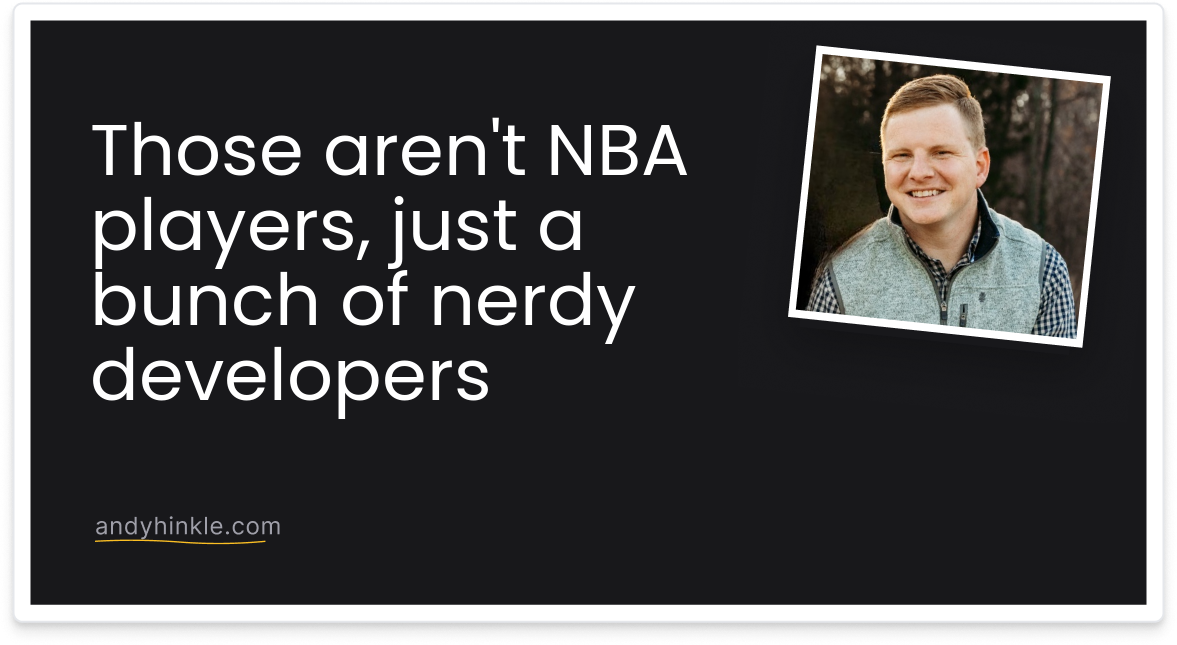 Those aren't NBA
players, just a
bunch of nerdy
developers
andyhinkle.com